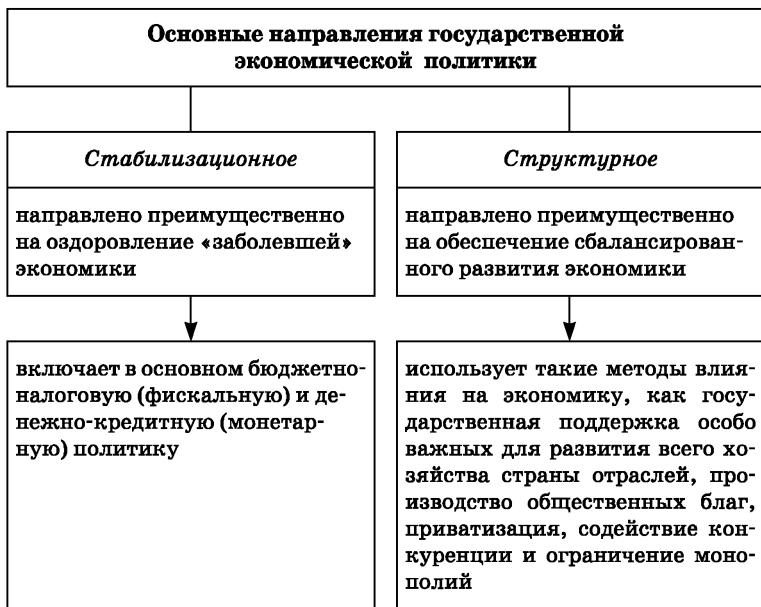 Основные направления государственной
экономической политики
Стабилизационное
направлено преимущественно
на оздоровление «заболевшей»
экономики
включает в основном бюджетно-
налоговую (фискальную) и де-
нежно-кредитную (монетар-
ную) политику
Структурное
направлено преимущественно
на обеспечение сбалансирован-
ного развития экономики
использует такие методы влия-
ния на экономику, как госу-
дарственная поддержка особо
важных для развития всего хо-
зяйства страны отраслей, про-
изводство общественных благ,
приватизация, содействие кон-
куренции и ограничение моно-
полий